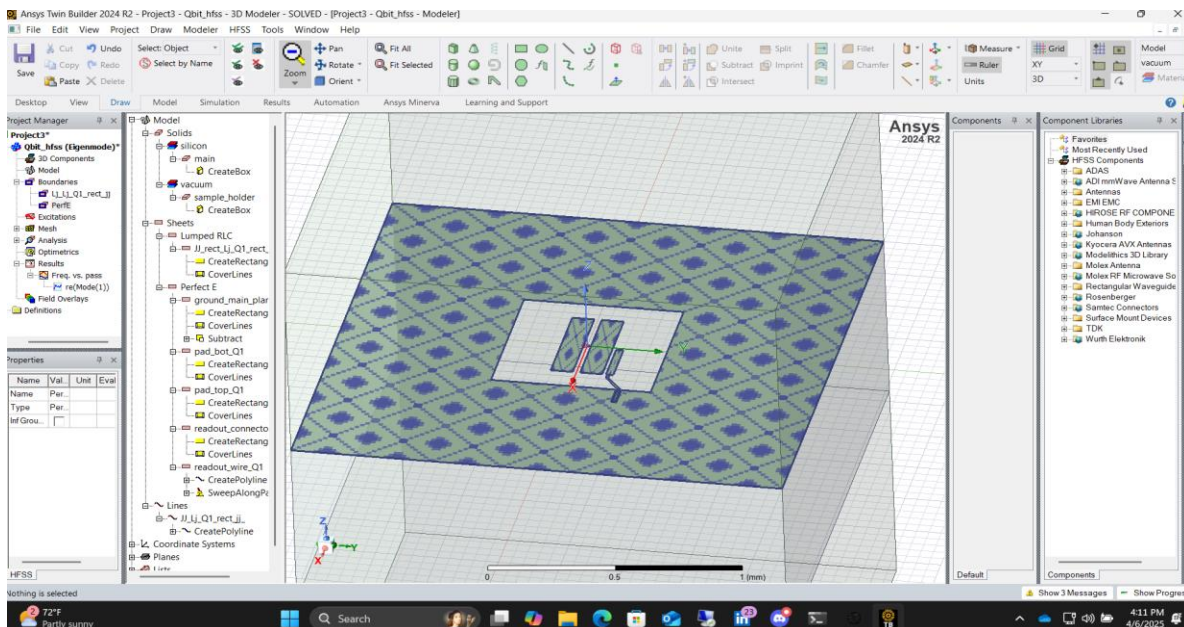 Ansys Twin Builder 2024 R2 - Project3 - Qbit_hfss - 3D Modeler - SOLVED - [Project3 - Qbit_hfss - Modeler]
File Edit View Project Draw Modeler HFSS Tools Window Help
Save
Cut
Copy
Paste
Undo
Redo
Delete
Select: Object
Select by Name
Zoom
Pan
Rotate
Orient
Fit All
Fit Selected
Unite
Subtract
Intersect
Split
Imprint
Fillet
Chamfer
Measure
Ruler
Units
Grid
XY
3D
Model
vacuum
Materia
Desktop View Draw Model Simulation Results Automation Ansys Minerva Learning and Support
Project Manager
Project3*
Qbit_hfss (Eigenmode)*
3D Components
Model
Boundaries
Lj_Lj_Q1_rect_jj
PerfE
Excitations
Mesh
Analysis
Optimetrics
Results
Freq. vs. pass
re(Mode(1))
Field Overlays
Definitions
Properties
Name Val... Unit Eval
Name Per...
Type Per...
Inf Grou...
HFSS
Model
Solids
silicon
main
CreateBox
vacuum
sample_holder
CreateBox
Sheets
Lumped RLC
JJ_rect_Lj_Q1_rect_
CreateRectang
CoverLines
Perfect E
ground_main_plar
CreateRectang
CoverLines
Subtract
pad_bot_Q1
CreateRectang
CoverLines
pad_top_Q1
CreateRectang
CoverLines
readout_connecto
CreateRectang
CoverLines
readout_wire_Q1
CreatePolyline
SweepAlongPa
Lines
JJ_Lj_Q1_rect_jj_
CreatePolyline
Coordinate Systems
Planes
Lists
Ansys
2024 R2
Z
Y
X
Z
Y
X
0 0.5 1 (mm)
Components
Default
Component Libraries
Favorites
Most Recently Used
HFSS Components
ADAS
ADI mmWave Antenna S
Antennas
EMI EMC
HIROSE RF COMPONE
Human Body Exteriors
Johanson
Kyocera AVX Antennas
Modelithics 3D Library
Molex Antenna
Molex RF Microwave So
Rectangular Waveguide
Rosenberger
Samtec Connectors
Surface Mount Devices
TDK
Wurth Elektronik
Components
Nothing is selected
Show 3 Messages
Show Progres
2
72°F
Partly sunny
Search
23
TB
4:11 PM
4/6/2025